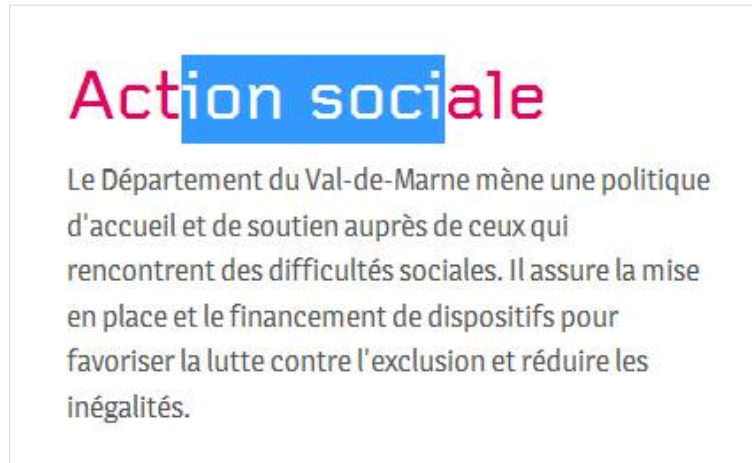 Action sociale
Le Département du Val-de-Marne mène une politique
d'accueil et de soutien auprès de ceux qui
rencontrent des difficultés sociales. Il assure la mise
en place et le financement de dispositifs pour
favoriser la lutte contre l'exclusion et réduire les
inégalités.